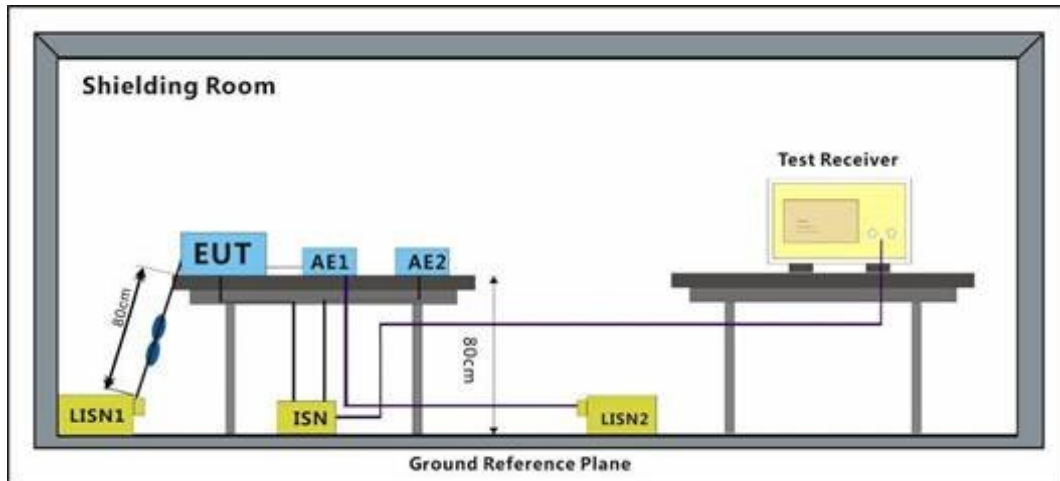 Shielding Room
Test Receiver
EUT
AE1
AE2
80cm
80cm
LISN1
ISN
LISN2
Ground Reference Plane